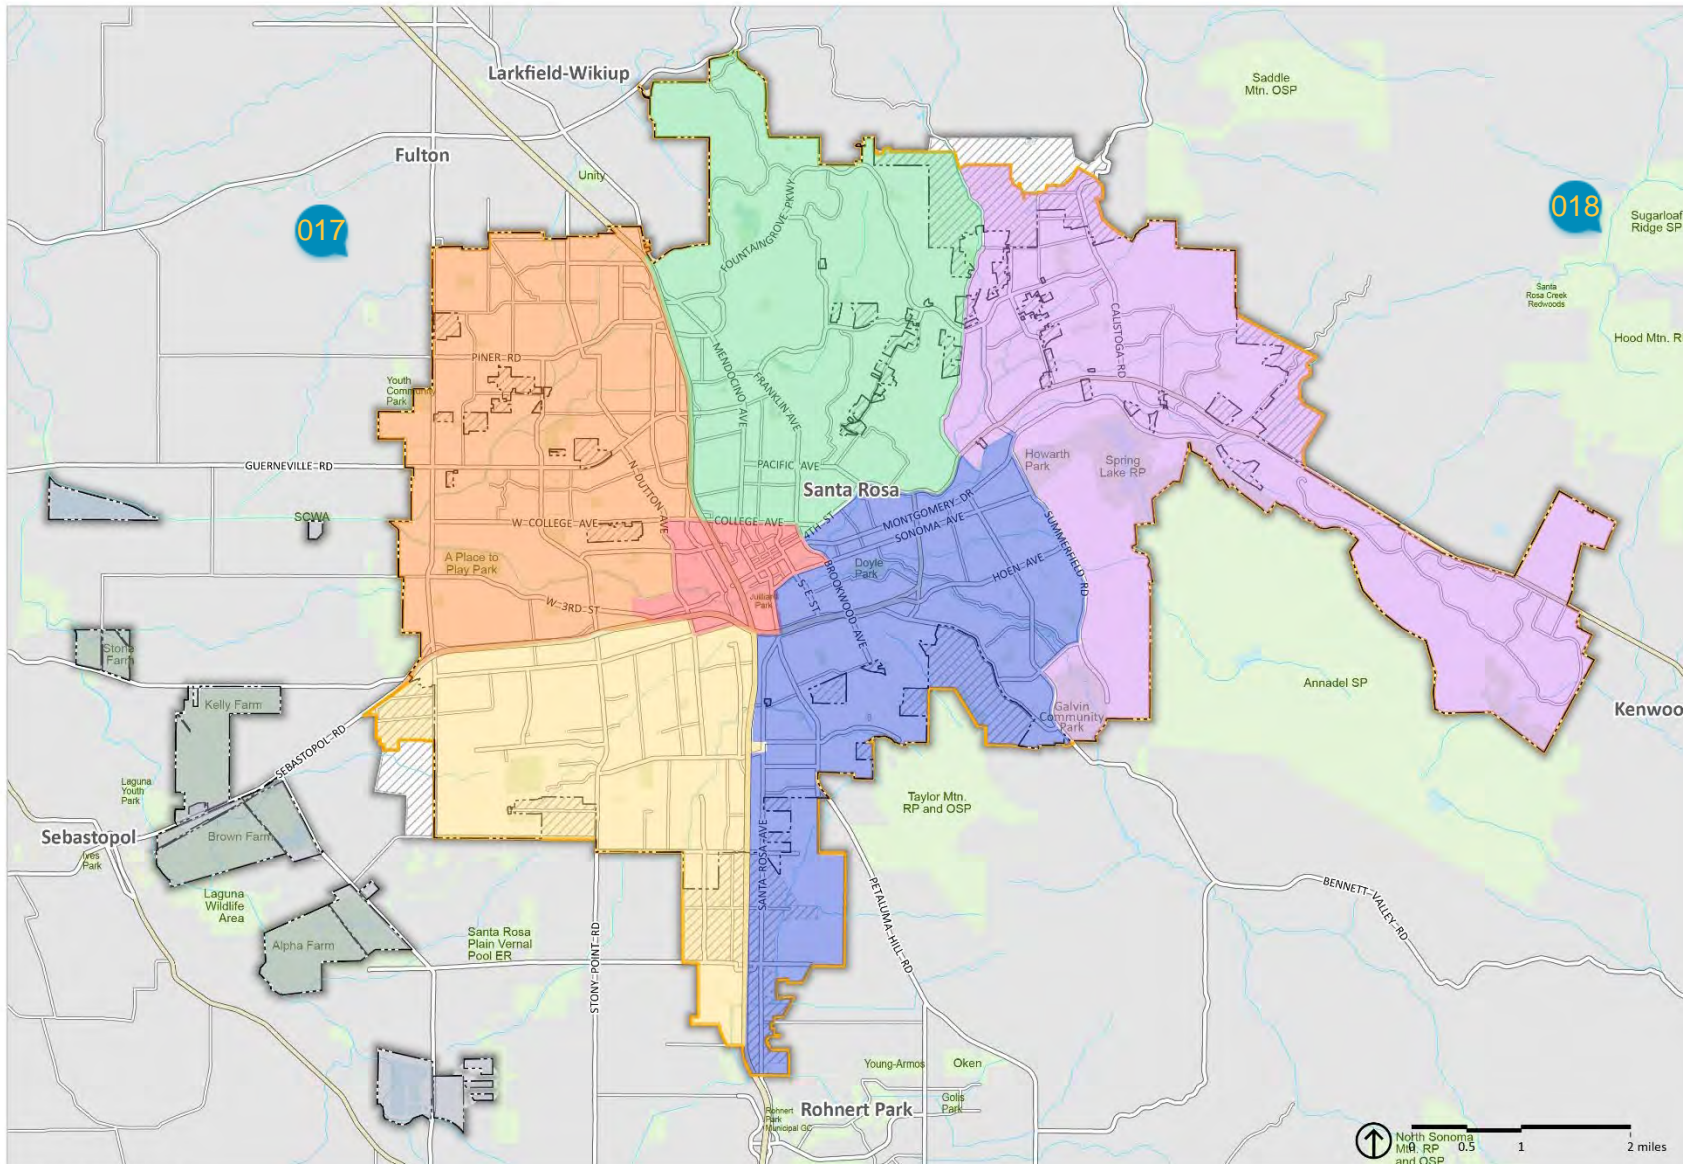 Larkfield-Wikiup
Saddle
Mtn. OSP
Fulton
Unity
017
018
Sugarloaf
Ridge SP
FOUNTAINGROVE PKWY
Santa
Rosa Creek
Redwoods
CALISTOGA RD
Hood Mtn. R
PINER RD
MENDOCINO AVE
FRANKLIN AVE
Youth
Community
Park
GUERNEVILLE RD
N DUTTON AVE
PACIFIC AVE
Howarth
Park
Spring
Lake RP
Santa Rosa
SCWA
W COLLEGE AVE
COLLEGE AVE
4TH ST
MONTGOMERY DR
SONOMA AVE
SUMMERFIELD RD
A Place to
Play Park
Doyle
Park
HOEN AVE
BROOKWOOD AVE
S E ST
Juilliard
Park
W 3RD ST
Stone
Farm
Annadel SP
Kelly Farm
Galvin
Community
Park
Kenwoo
SEBASTOPOL RD
Laguna
Youth
Park
Taylor Mtn.
RP and OSP
Sebastopol
Brown Farm
Ives
Park
SANTA ROSA AVE
PETALUMA HILL RD
BENNETT VALLEY RD
Laguna
Wildlife
Area
Alpha Farm
Santa Rosa
Plain Vernal
Pool ER
STONY POINT RD
Young-Armos
Oken
Golis
Park
Rohnert Park
Rohnert
Park
Municipal GC
North Sonoma
Mtn. RP
and OSP
0 0.5 1 2 miles